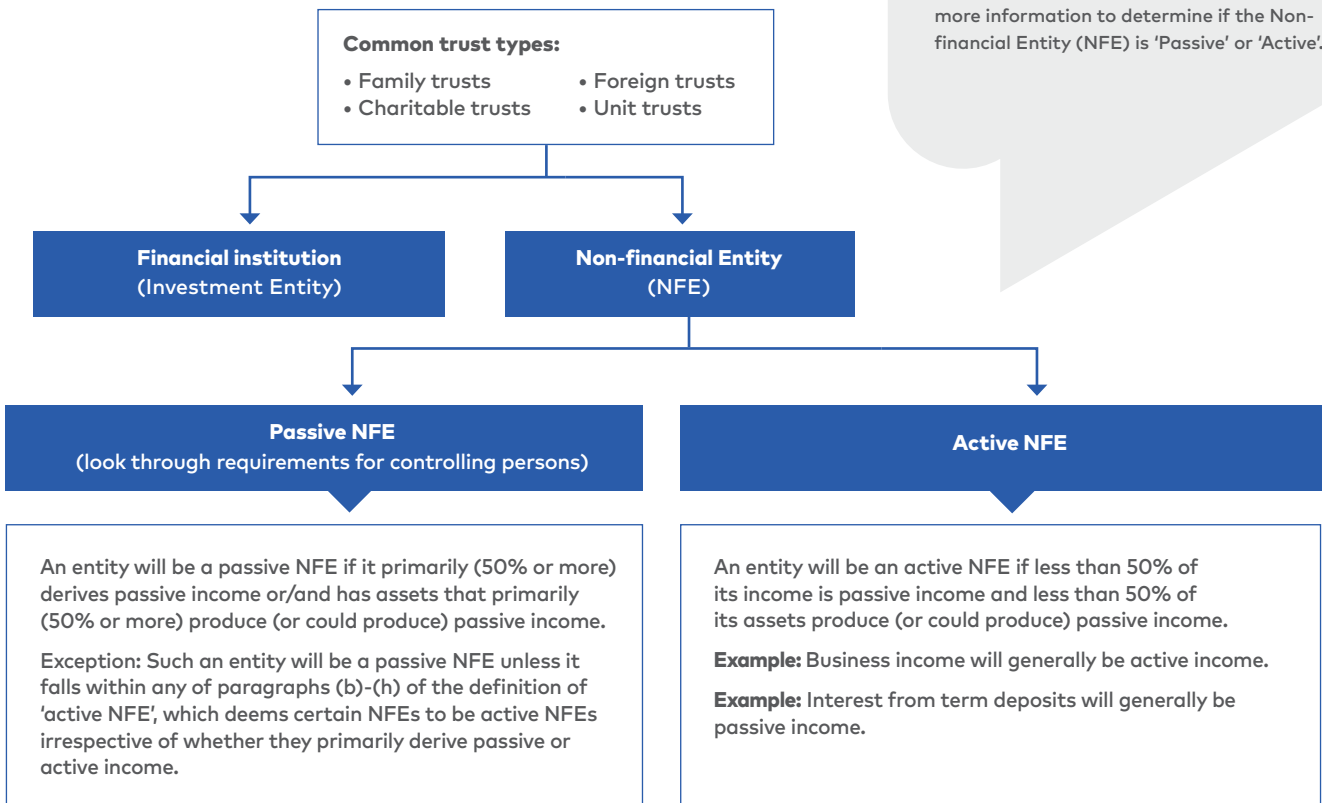 more information to determine if the Non-
financial Entity (NFE) is ‘Passive’ or ‘Active’.
Common trust types:
• Family trusts • Foreign trusts
• Charitable trusts • Unit trusts
Financial institution
(Investment Entity)
Non-financial Entity
(NFE)
Passive NFE
(look through requirements for controlling persons)
Active NFE
An entity will be a passive NFE if it primarily (50% or more)
derives passive income or/and has assets that primarily
(50% or more) produce (or could produce) passive income.
Exception: Such an entity will be a passive NFE unless it
falls within any of paragraphs (b)-(h) of the definition of
‘active NFE’, which deems certain NFEs to be active NFEs
irrespective of whether they primarily derive passive or
active income.
An entity will be an active NFE if less than 50% of
its income is passive income and less than 50% of
its assets produce (or could produce) passive income.
Example: Business income will generally be active income.
Example: Interest from term deposits will generally be
passive income.